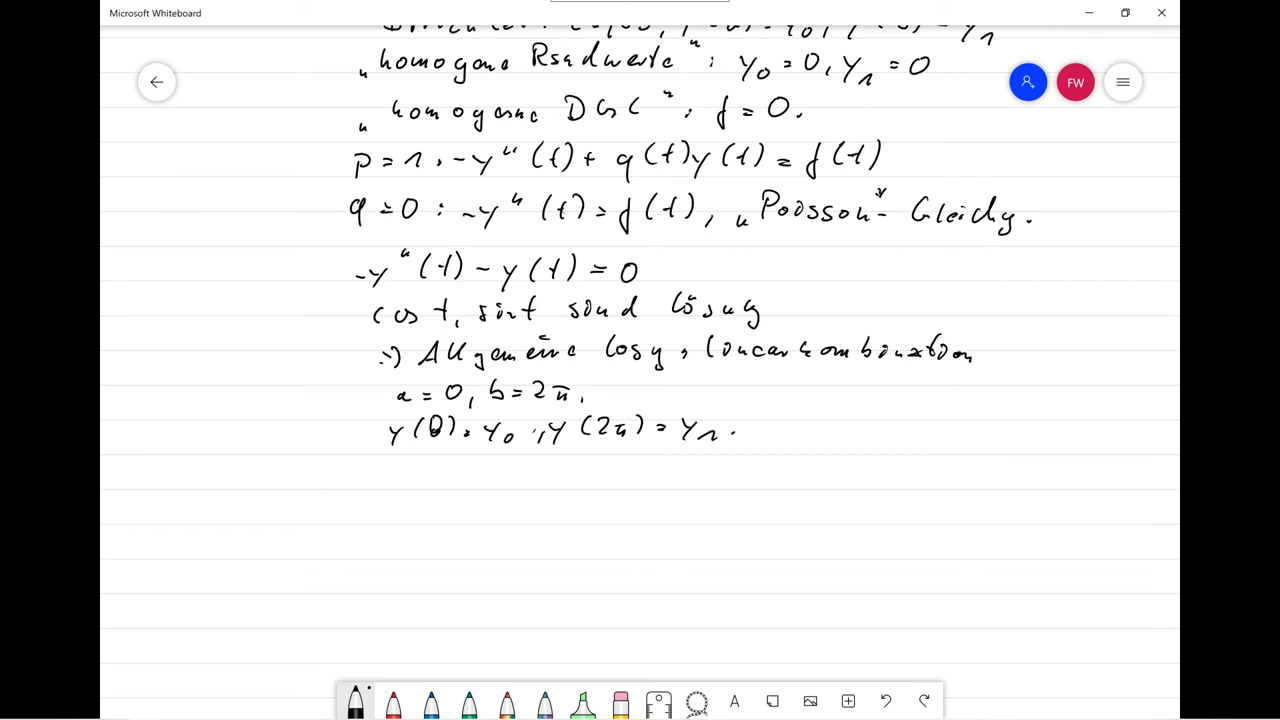 Microsoft Whiteboard
y₁
"homogene Randwerte": y₀ = 0, y₁ = 0
"homogene DGL": f = 0.
FW
p = 1: -y''(t) + q(t)y(t) = f(t)
q = 0: -y''(t) = f(t), "Poisson"-Gleichg.
-y''(t) - y(t) = 0
cos t, sin t sind Lösung
=> Allgemeine Lösg, Linearkombination
a = 0, b = 2π.
y(0) = y₀, y(2π) = y₁.
A